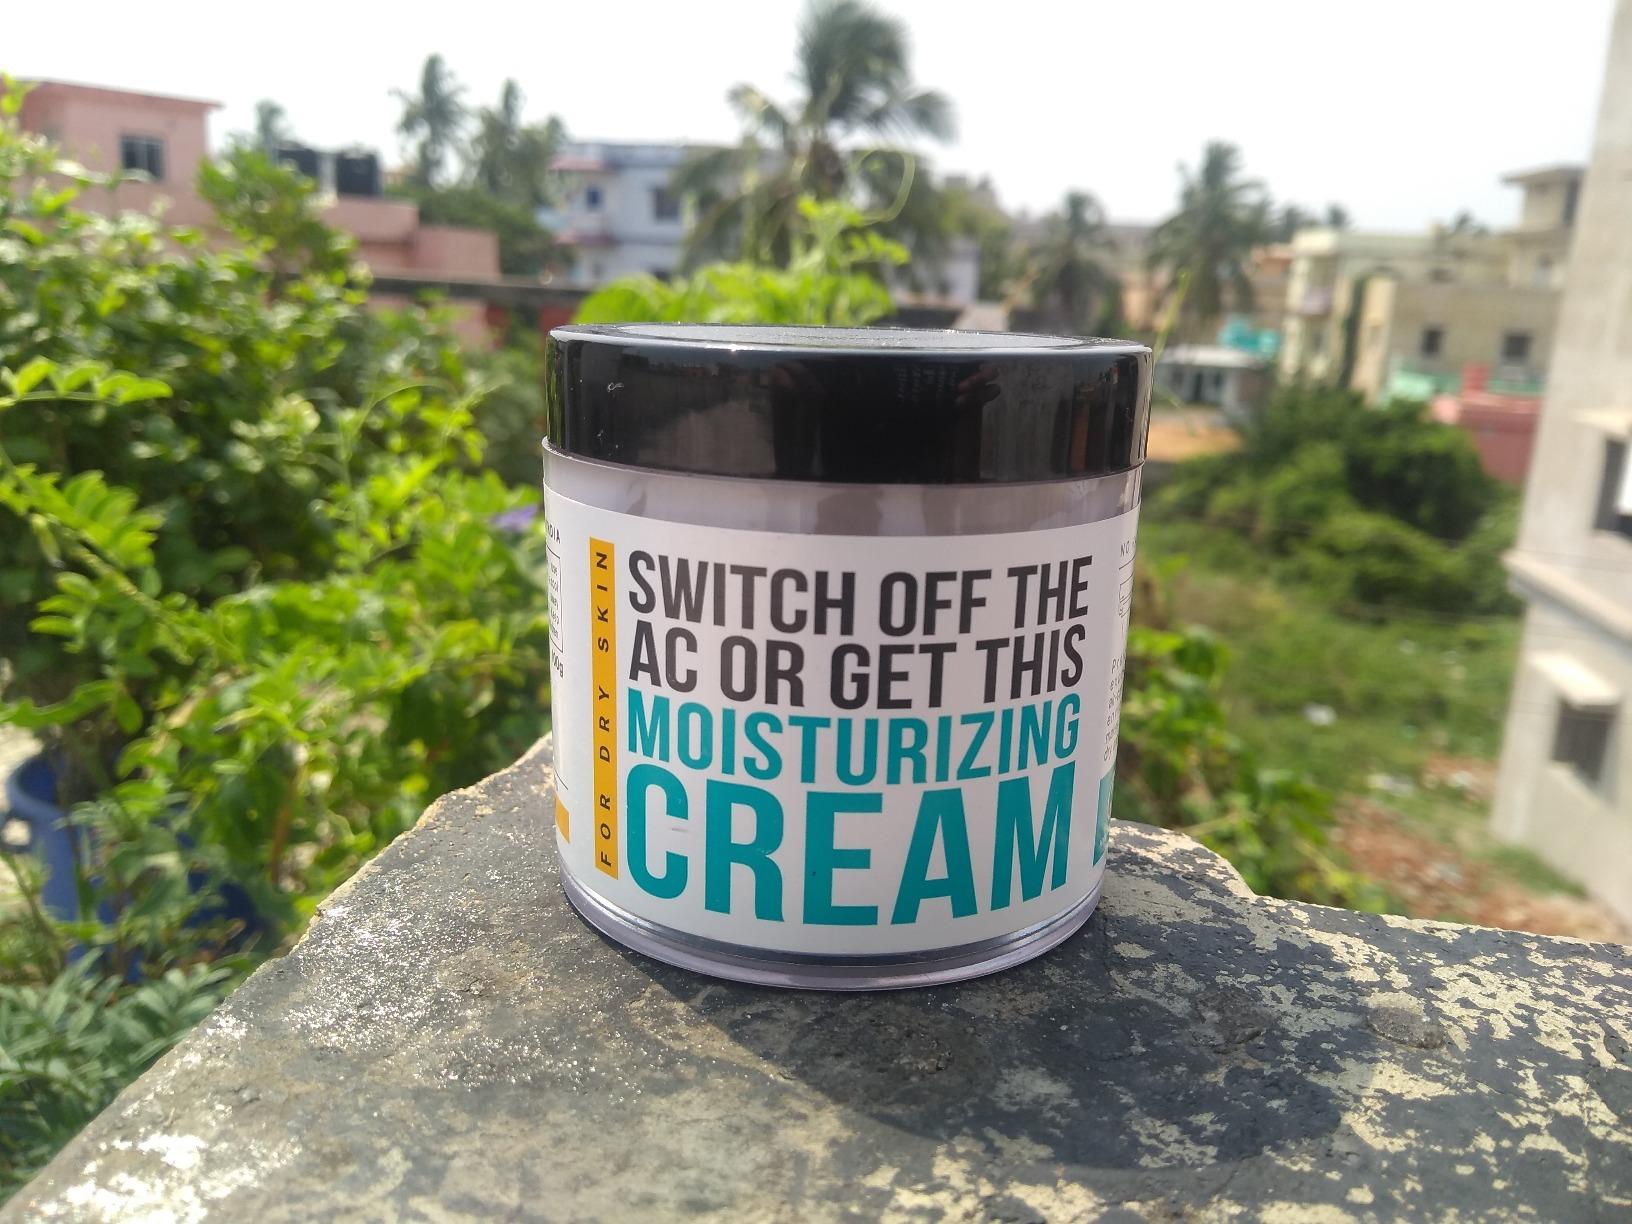 FOR DRY SKIN
SWITCH OFF THE
AC OR GET THIS
MOISTURIZING
CREAM